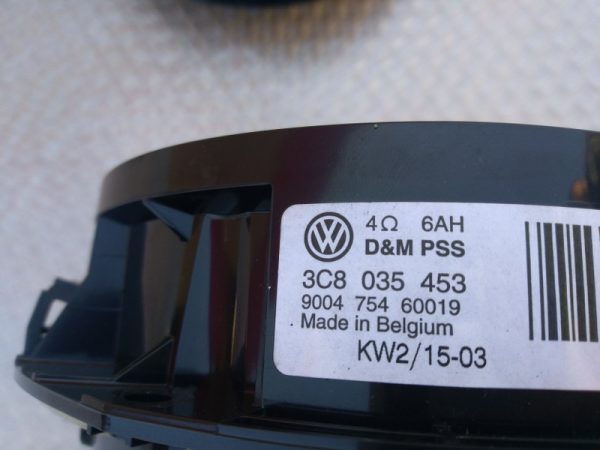 4Ω 6AH
D&M PSS
3C8 035 453
9004 754 60019
Made in Belgium
KW2/15-03